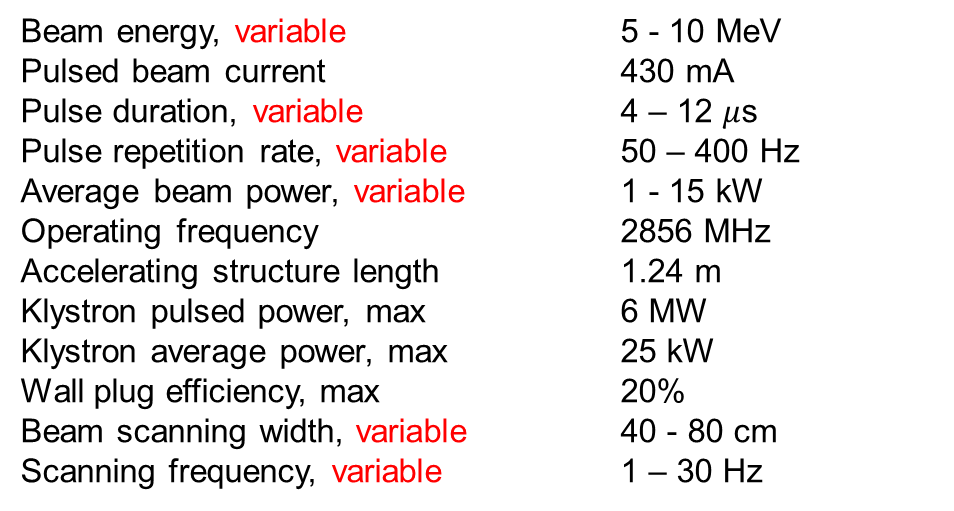 Beam energy, variable 5 - 10 MeV
Pulsed beam current 430 mA
Pulse duration, variable 4 – 12 μs
Pulse repetition rate, variable 50 – 400 Hz
Average beam power, variable 1 - 15 kW
Operating frequency 2856 MHz
Accelerating structure length 1.24 m
Klystron pulsed power, max 6 MW
Klystron average power, max 25 kW
Wall plug efficiency, max 20%
Beam scanning width, variable 40 - 80 cm
Scanning frequency, variable 1 – 30 Hz